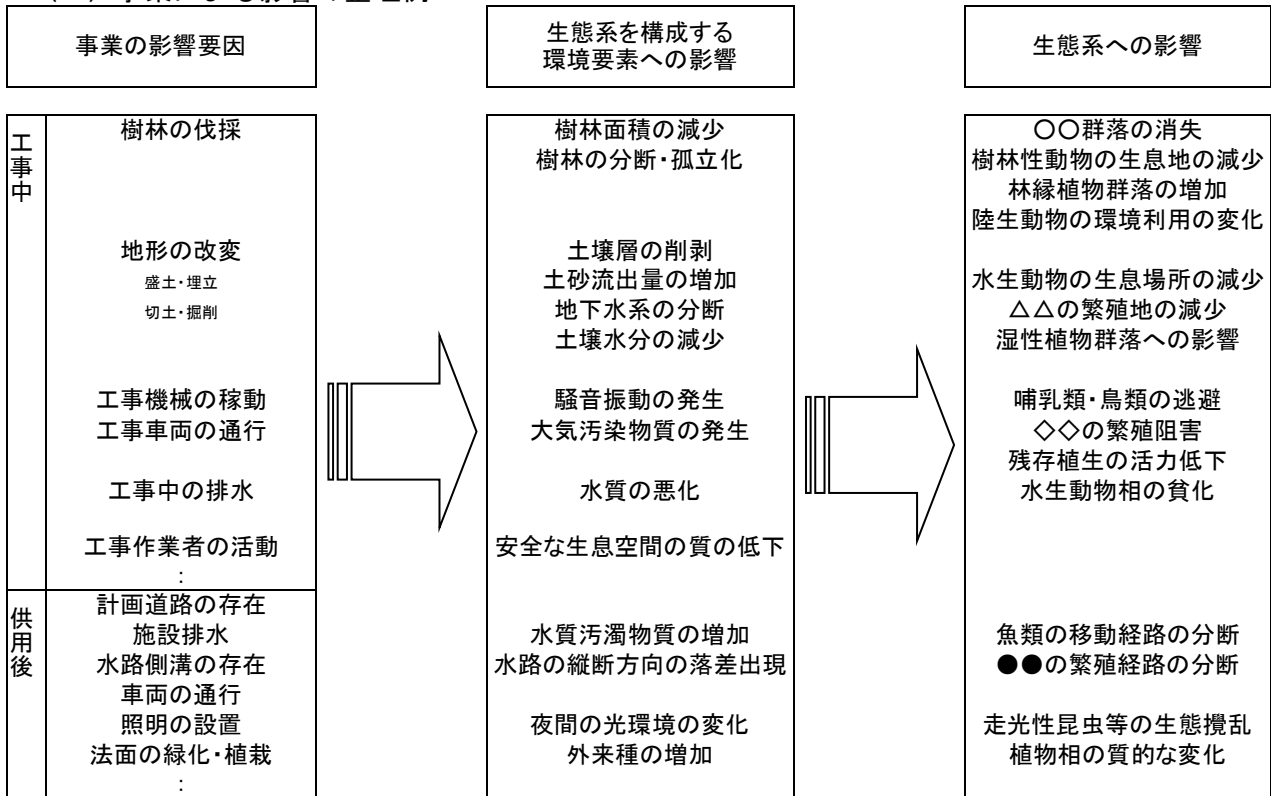 事業の影響要因
生態系を構成する
環境要素への影響
生態系への影響
工事中
樹林の伐採
地形の改変
盛土・埋立
切土・掘削
工事機械の稼動
工事車両の通行
工事中の排水
工事作業者の活動
:
供用後
計画道路の存在
施設排水
水路側溝の存在
車両の通行
照明の設置
法面の緑化・植栽
:
樹林面積の減少
樹林の分断・孤立化
土壌層の削剥
土砂流出量の増加
地下水系の分断
土壌水分の減少
騒音振動の発生
大気汚染物質の発生
水質の悪化
安全な生息空間の質の低下
水質汚濁物質の増加
水路の縦断方向の落差出現
夜間の光環境の変化
外来種の増加
〇〇群落の消失
樹林性動物の生息地の減少
林縁植物群落の増加
陸生動物の環境利用の変化
水生動物の生息場所の減少
△△の繁殖地の減少
湿性植物群落への影響
哺乳類・鳥類の逃避
◇◇の繁殖阻害
残存植生の活力低下
水生動物相の貧化
魚類の移動経路の分断
●●の繁殖経路の分断
走光性昆虫等の生態攪乱
植物相の質的な変化